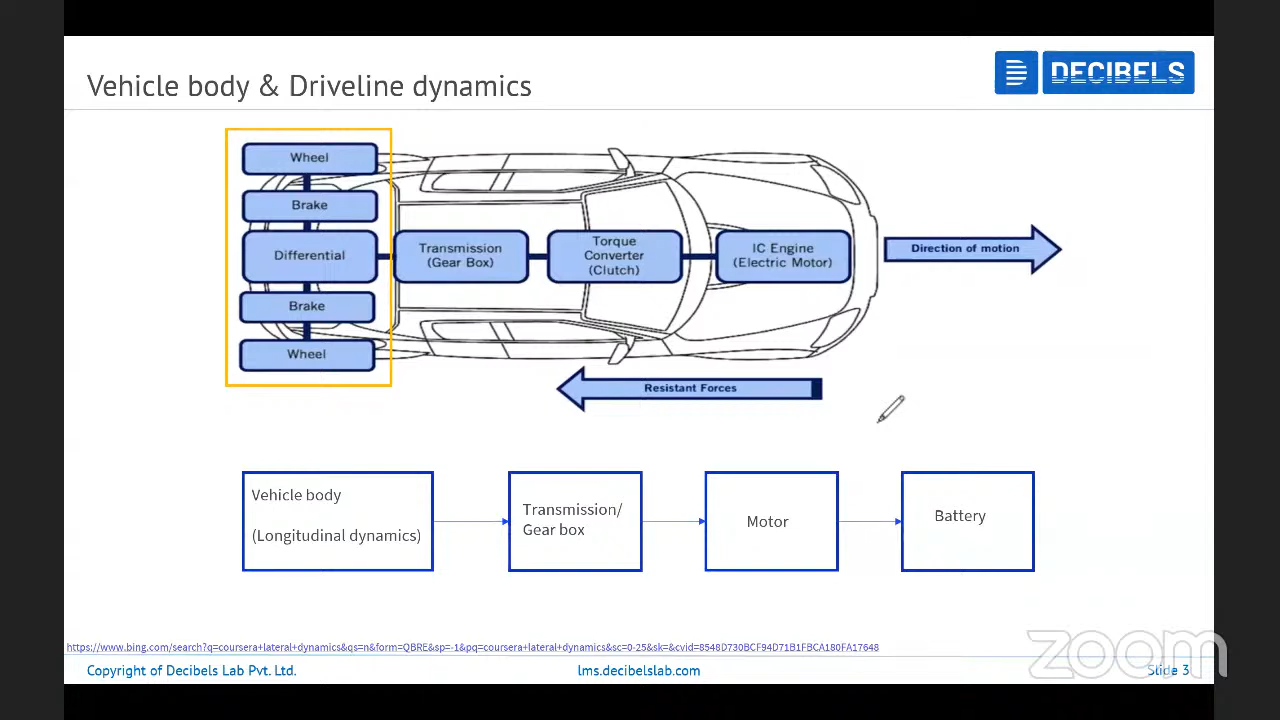 Vehicle body & Driveline dynamics
DECIBELS
Wheel
Brake
Differential
Brake
Wheel
Transmission
(Gear Box)
Torque
Converter
(Clutch)
IC Engine
(Electric Motor)
Direction of motion
Resistant Forces
Vehicle body
(Longitudinal dynamics)
Transmission/
Gear box
Motor
Battery
https://www.bing.com/search?q=coursera+lateral+dynamics&qs=n&form=QBRE&sp=-1&pq=coursera+lateral+dynamics&sc=0-25&sk=&cvid=8548D730BCF94D71B1FBCA180FA17648
Copyright of Decibels Lab Pvt. Ltd.
lms.decibelslab.com
Slide 3
zoom